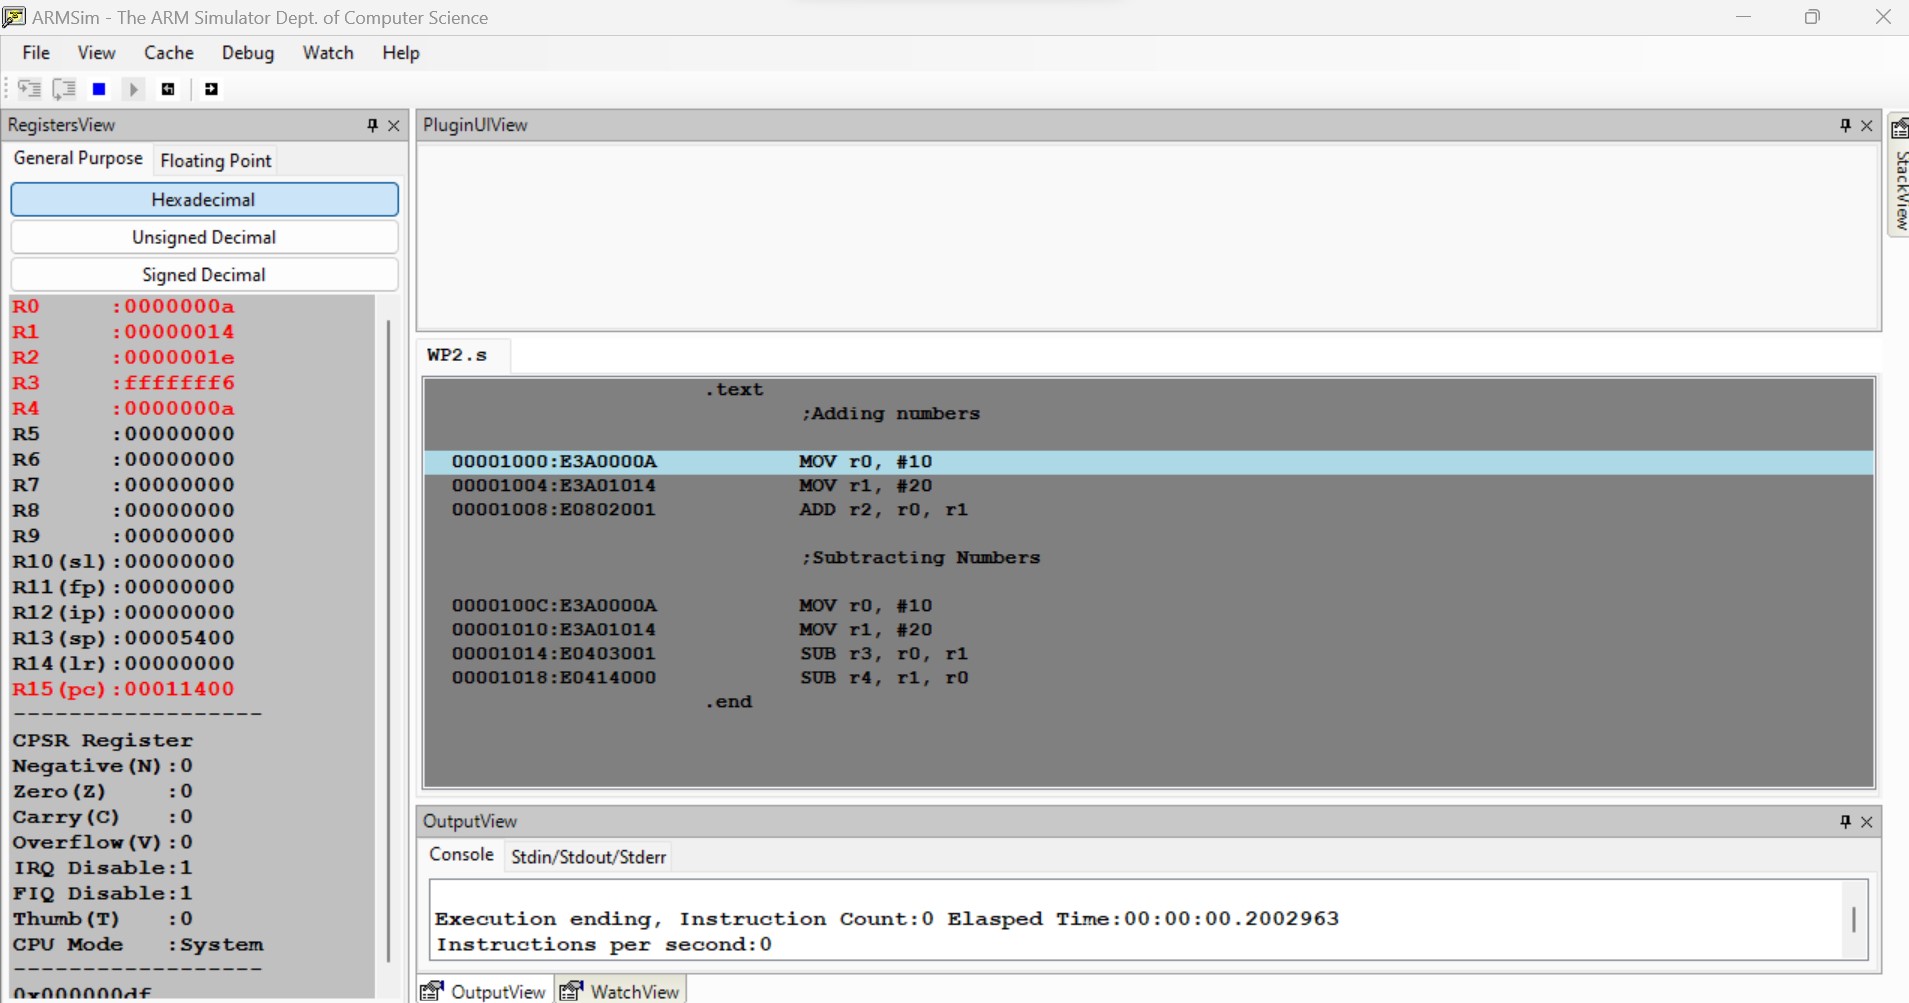 ARMSim - The ARM Simulator Dept. of Computer Science
File View Cache Debug Watch Help
RegistersView
General Purpose Floating Point
Hexadecimal
Unsigned Decimal
Signed Decimal
R0 :0000000a
R1 :00000014
R2 :0000001e
R3 :fffffff6
R4 :0000000a
R5 :00000000
R6 :00000000
R7 :00000000
R8 :00000000
R9 :00000000
R10(sl):00000000
R11(fp):00000000
R12(ip):00000000
R13(sp):00005400
R14(lr):00000000
R15(pc):00011400
-------------------
CPSR Register
Negative(N):0
Zero(Z) :0
Carry(C) :0
Overflow(V):0
IRQ Disable:1
FIQ Disable:1
Thumb(T) :0
CPU Mode :System
-------------------
0x000000df
PluginUIView
WP2.s
.text
;Adding numbers
00001000:E3A0000A MOV r0, #10
00001004:E3A01014 MOV r1, #20
00001008:E0802001 ADD r2, r0, r1
;Subtracting Numbers
0000100C:E3A0000A MOV r0, #10
00001010:E3A01014 MOV r1, #20
00001014:E0403001 SUB r3, r0, r1
00001018:E0414000 SUB r4, r1, r0
.end
OutputView
Console Stdin/Stdout/Stderr
Execution ending, Instruction Count:0 Elasped Time:00:00:00.2002963
Instructions per second:0
OutputView WatchView
StackView